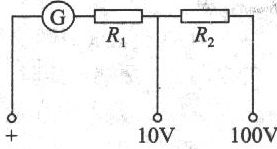 G
R₁ R₂
+ 10V 100V